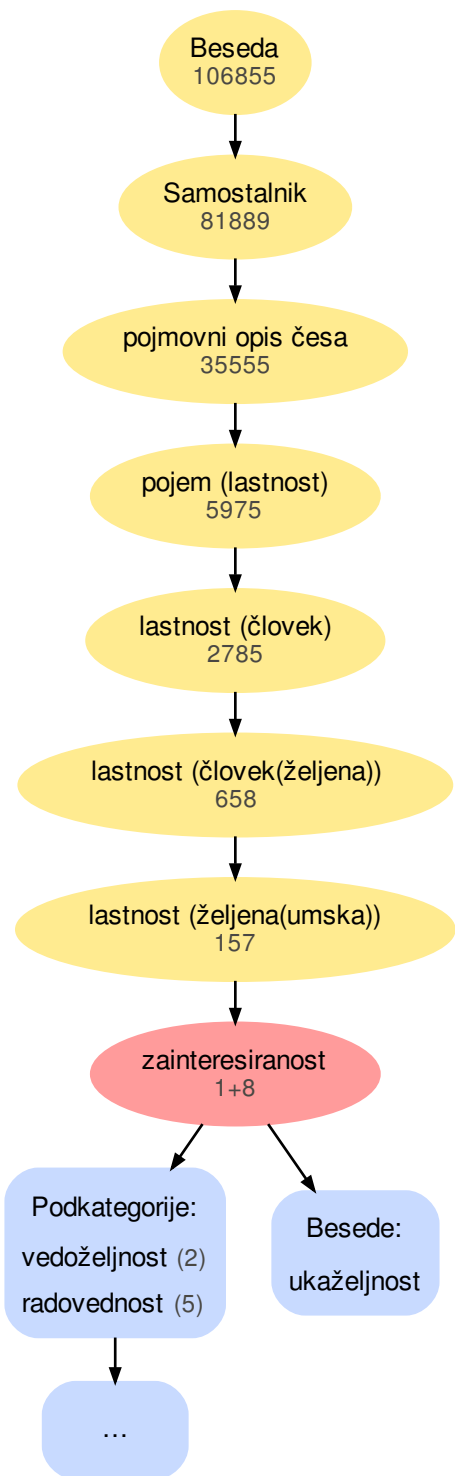 Beseda
106855
Samostalnik
81889
pojmovni opis česa
35555
pojem (lastnost)
5975
lastnost (človek)
2785
lastnost (človek(željena))
658
lastnost (željena(umska))
157
zainteresiranost
1+8
Podkategorije:
vedoželjnost (2)
radovednost (5)
Besede:
ukaželjnost
...